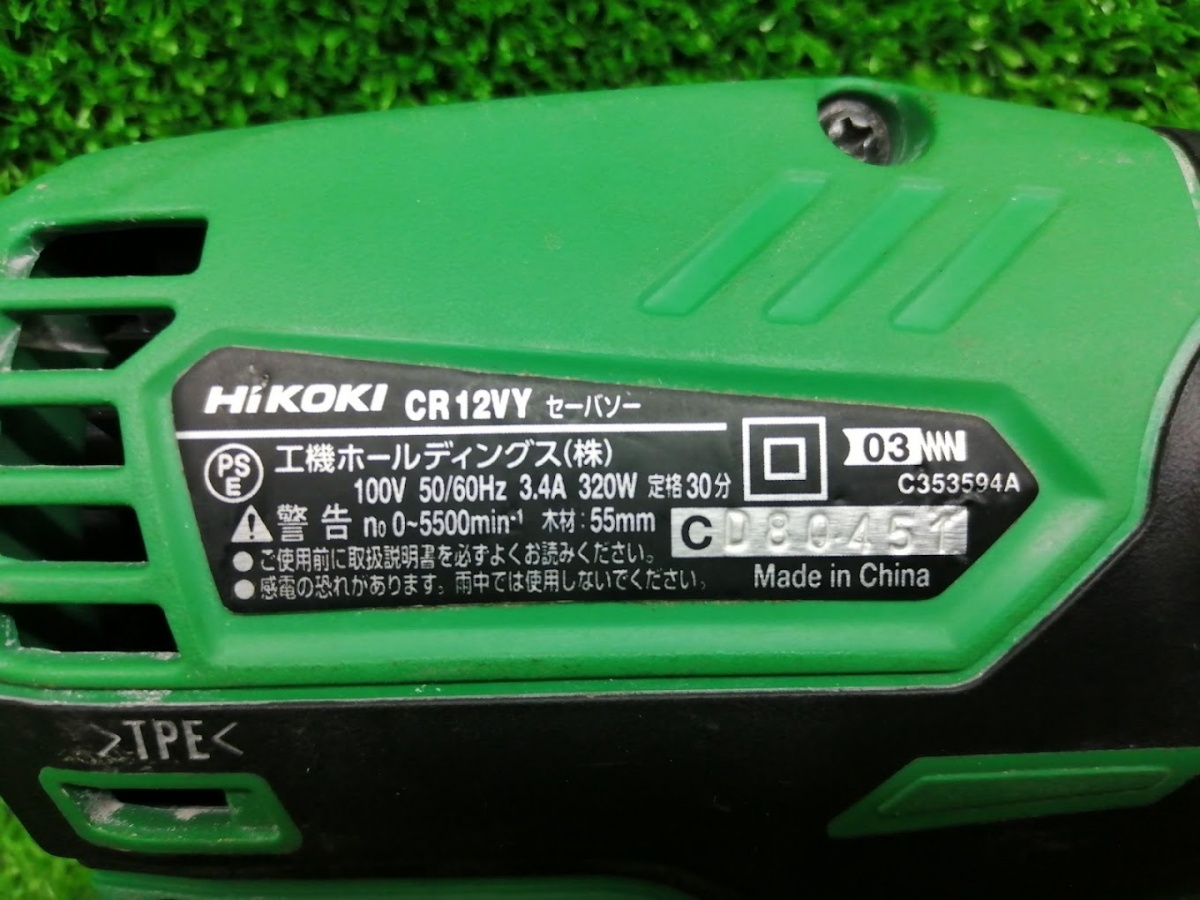 HiKOKI CR12VY セーバソー
PS
E
工機ホールディングス(株)
100V 50/60Hz 3.4A 320W 定格30分
03
C353594A
警告 n₀ 0~5500min⁻¹ 木材:55mm
C D80451
●ご使用前に取扱説明書を必ずよくお読みください。
●感電の恐れがあります。雨中では使用しないでください。
Made in China
>TPE<